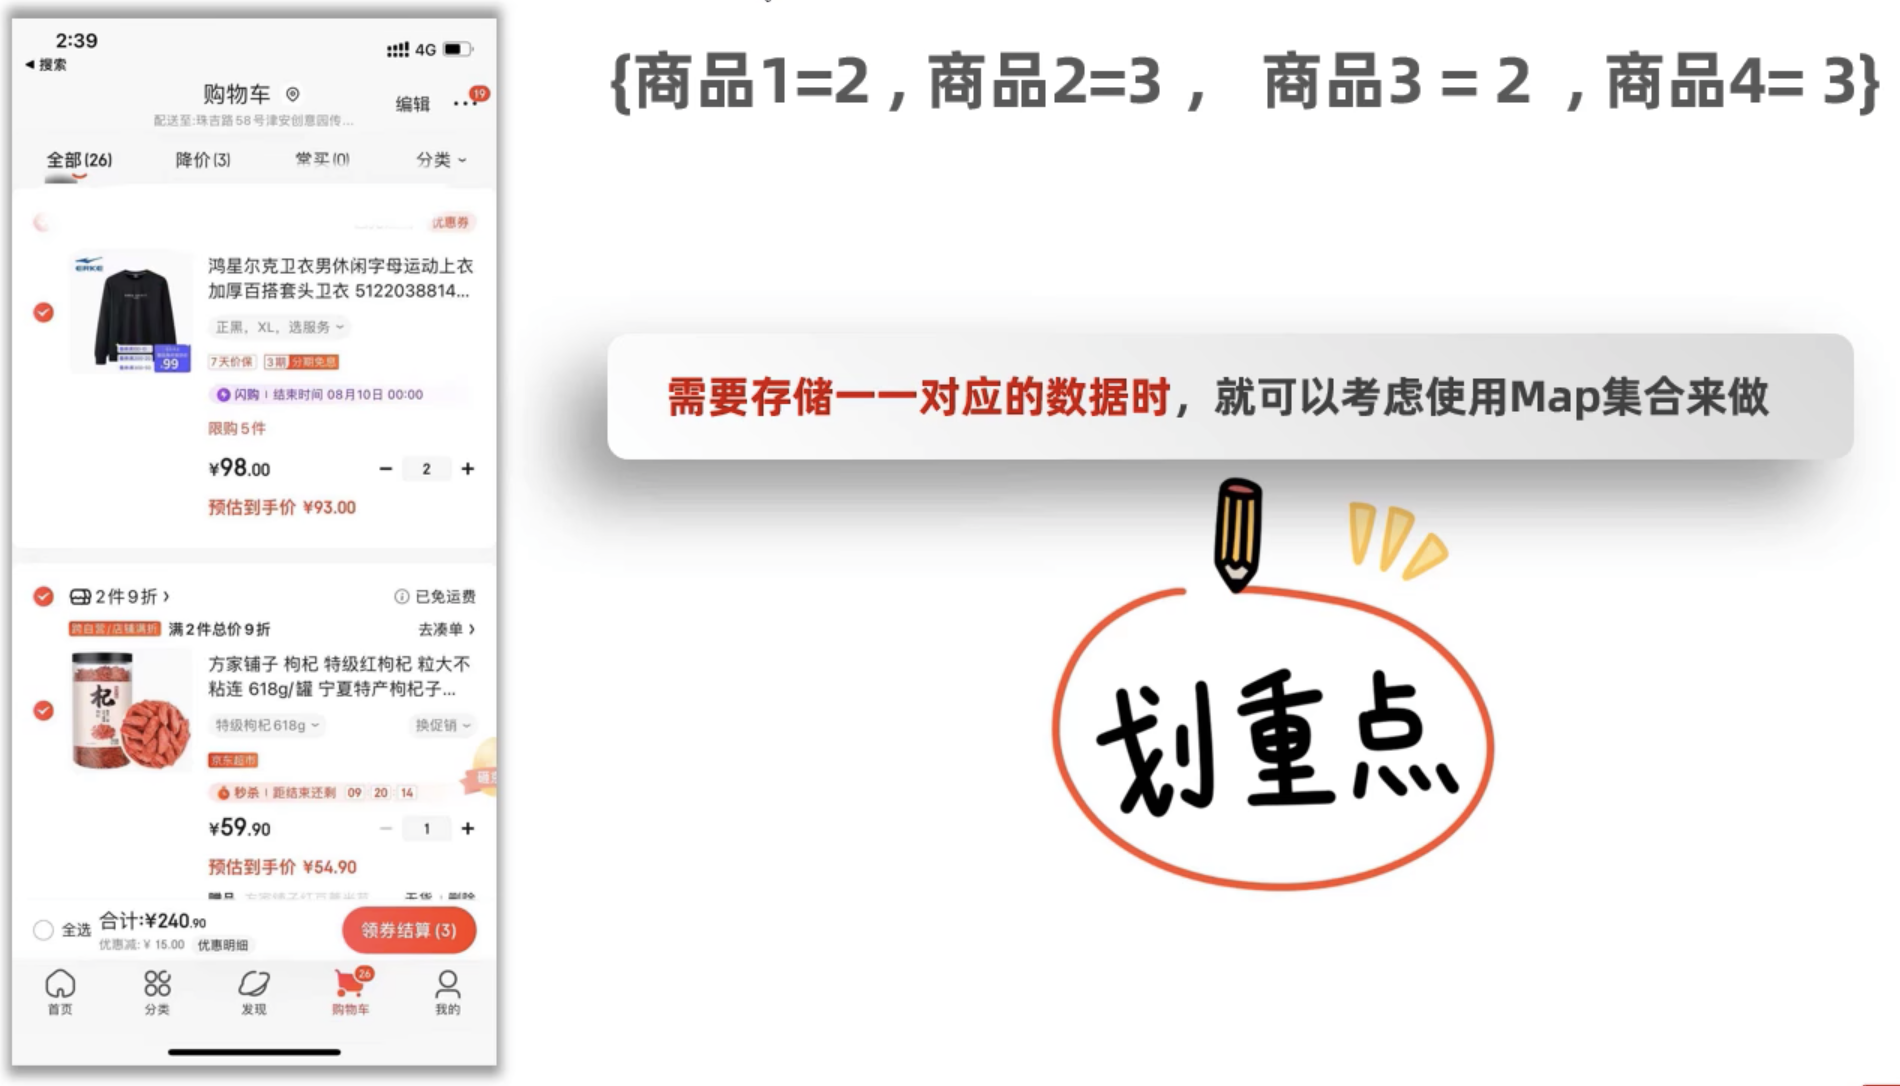 2:39
4G
搜索
购物车
编辑
19
配送至:珠吉路58号津安创意园传...
全部(26)
降价(3)
常买(0)
分类
优惠券
ERKE
鸿星尔克卫衣男休闲字母运动上衣
加厚百搭套头卫衣 5122038814...
.99
正黑，XL，选服务
7天价保
3期 分期免息
闪购 | 结束时间 08月10日 00:00
限购5件
¥98.00
− 2 +
预估到手价 ¥93.00
2件9折 ›
已免运费
跨自营/店铺满折 满2件总价9折
去凑单 ›
方家铺子 枸杞 特级红枸杞 粒大不
粘连 618g/罐 宁夏特产枸杞子...
杞
特级枸杞618g
换促销
京东超市
秒杀 | 距结束还剩 09 20 14
¥59.90
− 1 +
预估到手价 ¥54.90
全选
合计:¥240.90
优惠减:¥ 15.00 优惠明细
领券结算(3)
26
首页
分类
发现
购物车
我的
{商品1=2 , 商品2=3 , 商品3 = 2 , 商品4= 3}
需要存储一一对应的数据时，就可以考虑使用Map集合来做
划重点